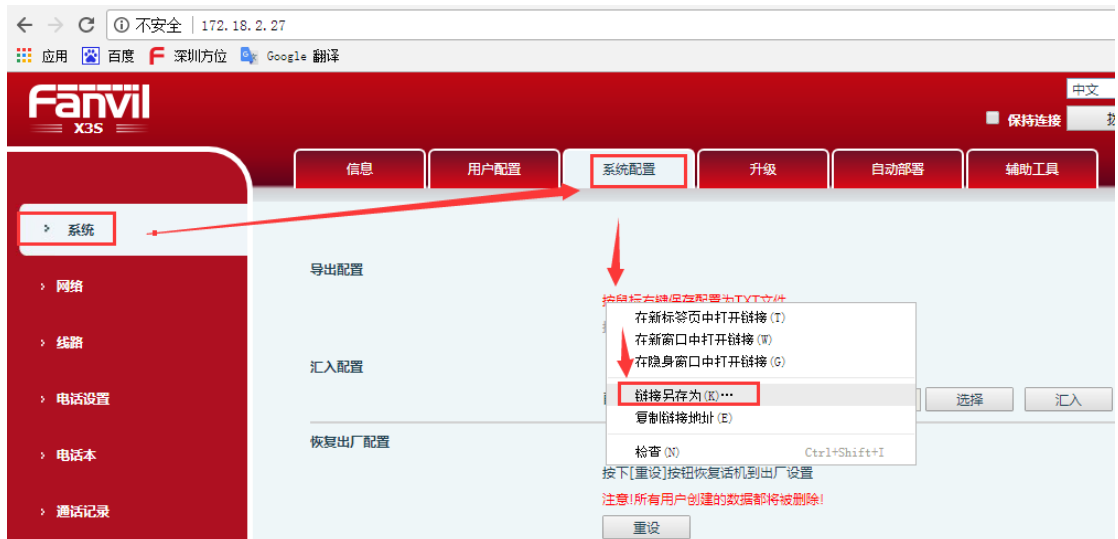 不安全 | 172.18.2.27
应用 百度 深圳方位 Google 翻译
Fanvil
X3S
中文
保持连接
信息 用户配置 系统配置 升级 自动部署 辅助工具
系统
网络
线路
电话设置
电话本
通话记录
导出配置
按鼠标右键保存配置为TXT文件
在新标签页中打开链接(T)
在新窗口中打开链接(W)
在隐身窗口中打开链接(G)
汇入配置
链接另存为(K)…
选择 汇入
复制链接地址(E)
恢复出厂配置
检查(N) Ctrl+Shift+I
按下[重设]按钮恢复话机到出厂设置
注意!所有用户创建的数据都将被删除!
重设